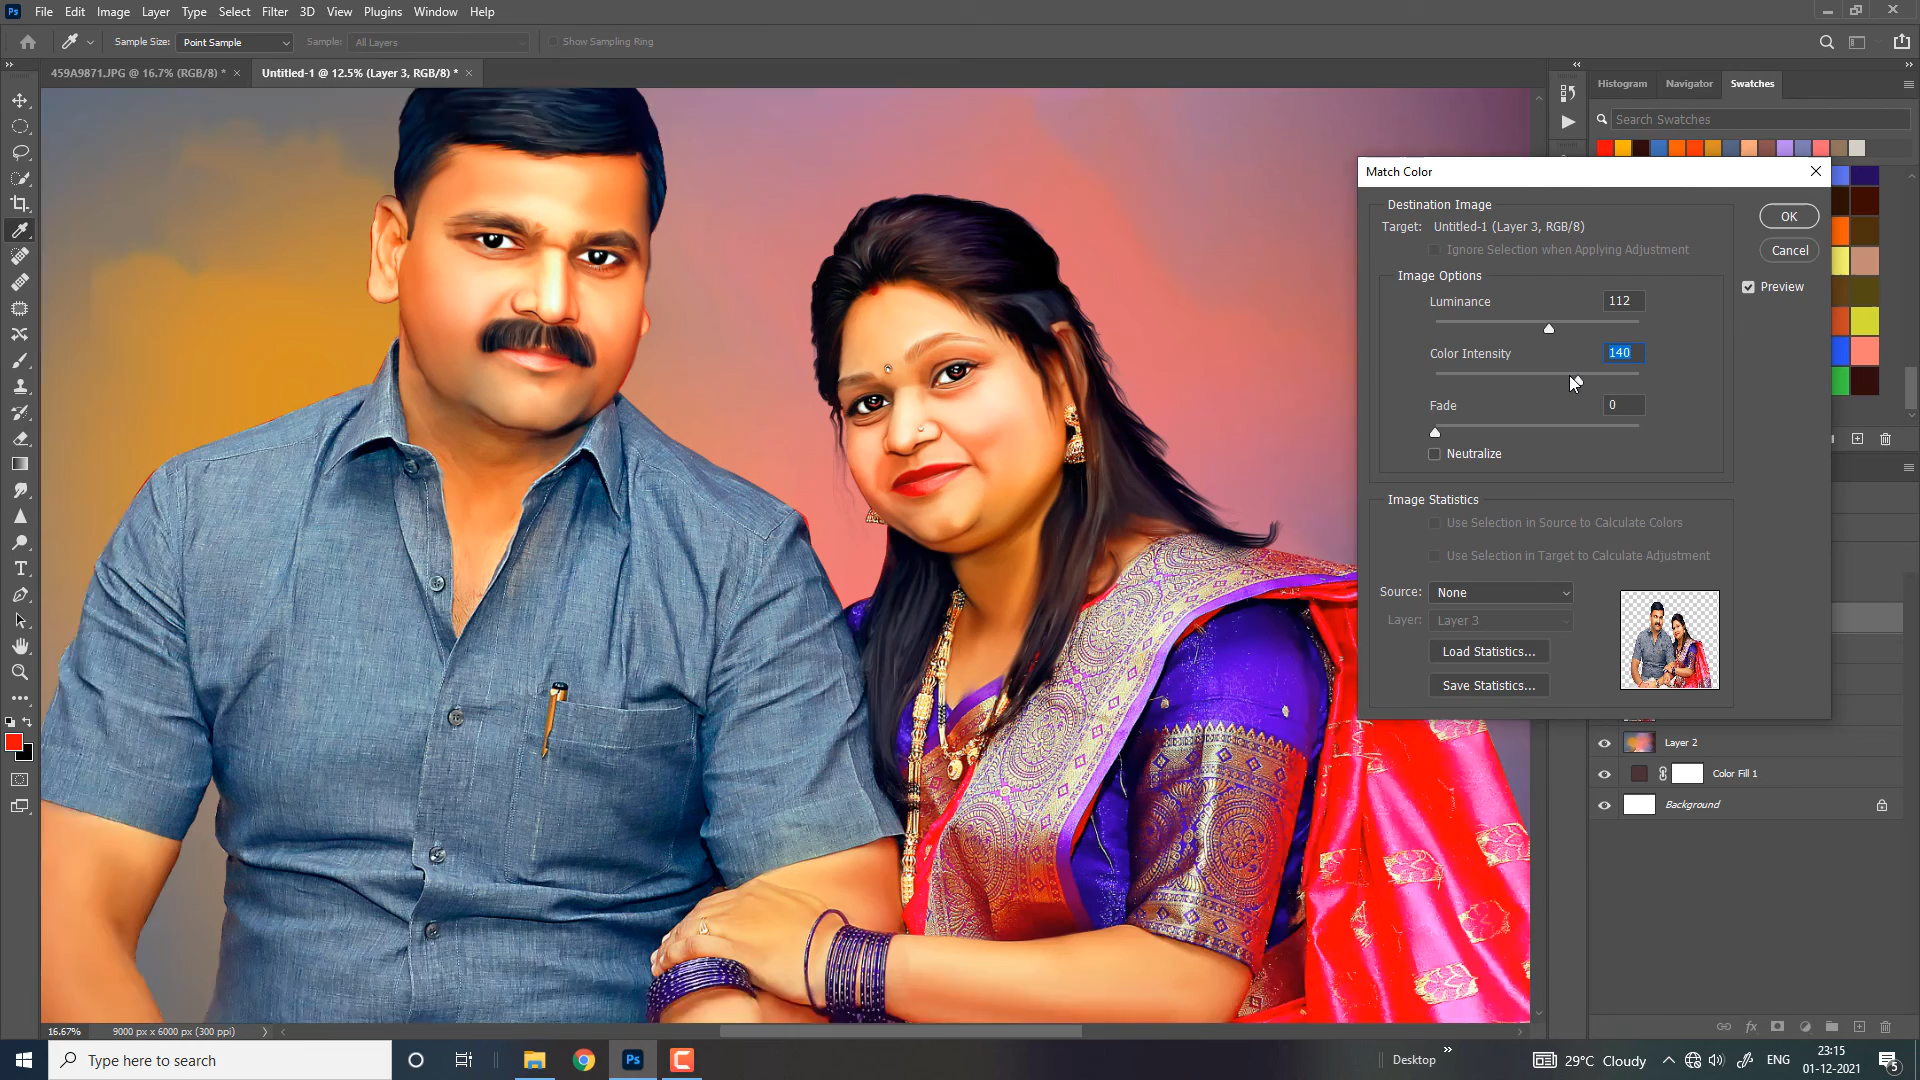 Ps File Edit Image Layer Type Select Filter 3D View Plugins Window Help
Sample Size: Point Sample Sample: All Layers Show Sampling Ring
459A9871.JPG @ 16.7% (RGB/8) * × Untitled-1 @ 12.5% (Layer 3, RGB/8) * ×
Histogram Navigator Swatches
Search Swatches
Match Color
Destination Image
Target: Untitled-1 (Layer 3, RGB/8)
OK
Ignore Selection when Applying Adjustment
Cancel
Image Options
Preview
Luminance 112
Color Intensity 140
Fade 0
Neutralize
Image Statistics
Use Selection in Source to Calculate Colors
Use Selection in Target to Calculate Adjustment
Source: None
Layer: Layer 3
Load Statistics...
Save Statistics...
Layer 2
Color Fill 1
Background
16.67% 9000 px x 6000 px (300 ppi)
Type here to search
Ps
Desktop
29°C Cloudy
ENG
23:15
01-12-2021
5